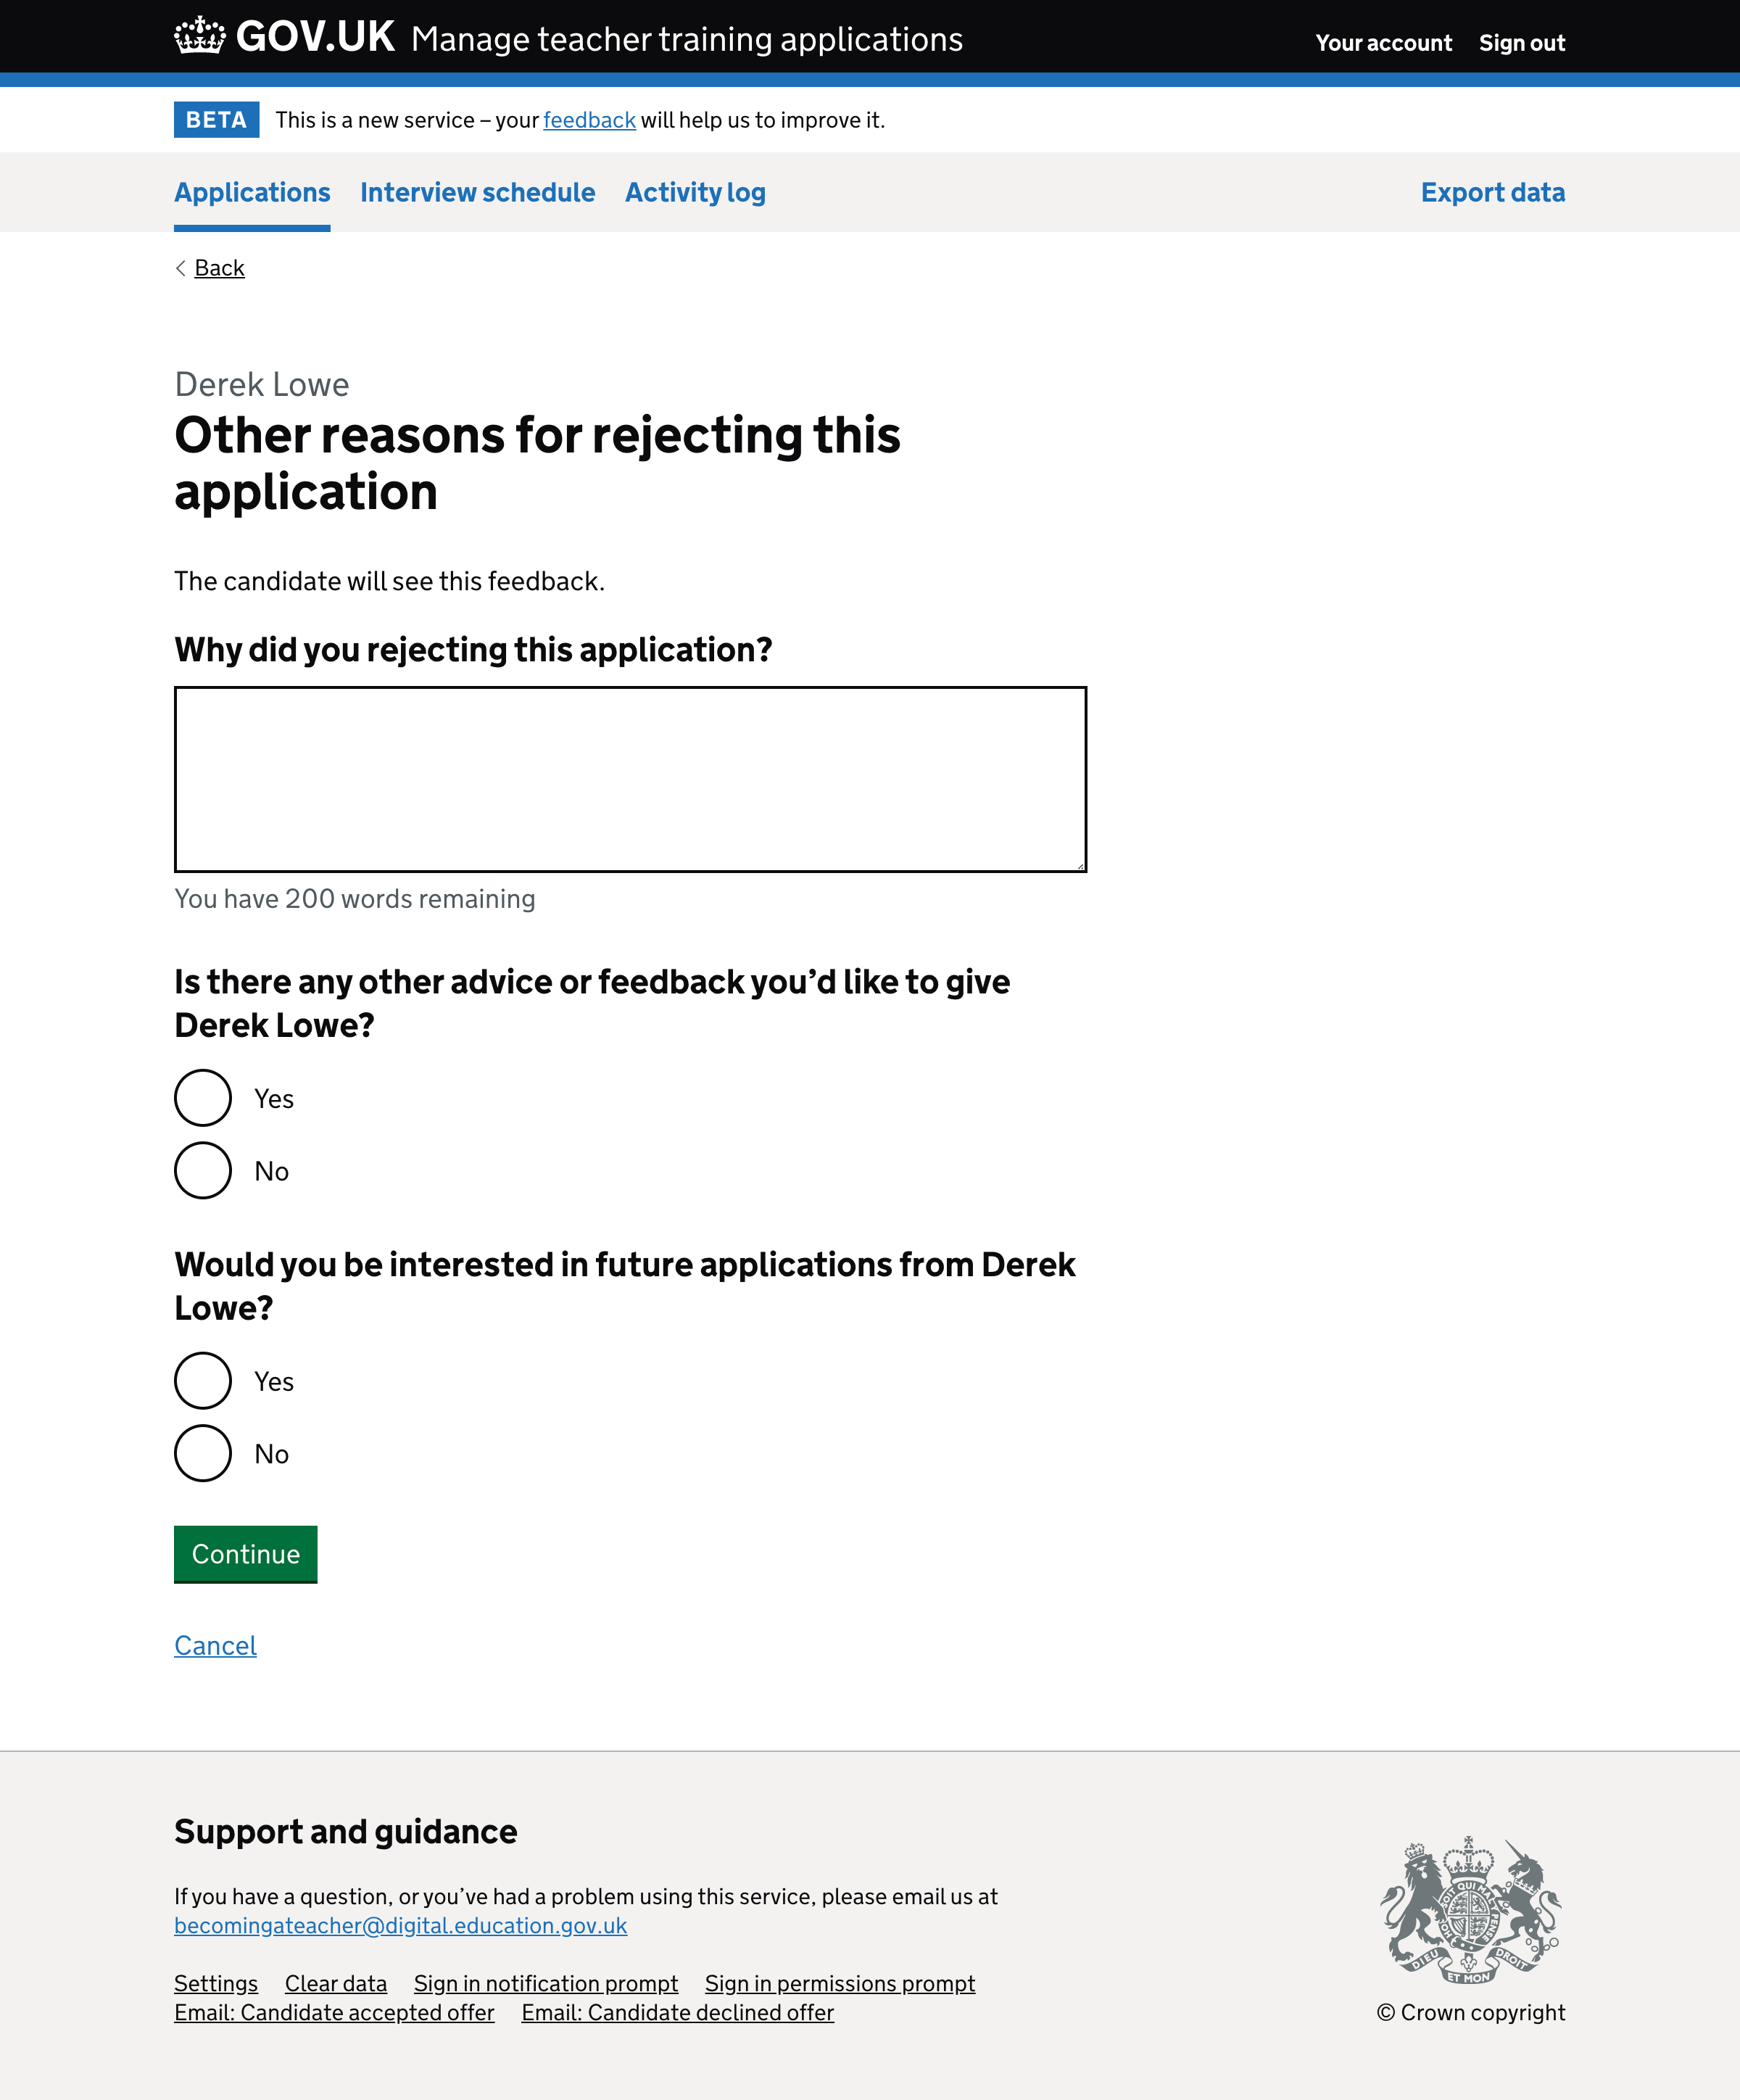 GOV.UK Manage teacher training applications Your account Sign out
BETA This is a new service – your feedback will help us to improve it.
Applications Interview schedule Activity log Export data
Back
Derek Lowe
Other reasons for rejecting this
application
The candidate will see this feedback.
Why did you rejecting this application?
You have 200 words remaining
Is there any other advice or feedback you’d like to give
Derek Lowe?
Yes
No
Would you be interested in future applications from Derek
Lowe?
Yes
No
Continue
Cancel
Support and guidance
If you have a question, or you’ve had a problem using this service, please email us at
becomingateacher@digital.education.gov.uk
Settings Clear data Sign in notification prompt Sign in permissions prompt
Email: Candidate accepted offer Email: Candidate declined offer
DIEU ET MON DROIT
© Crown copyright